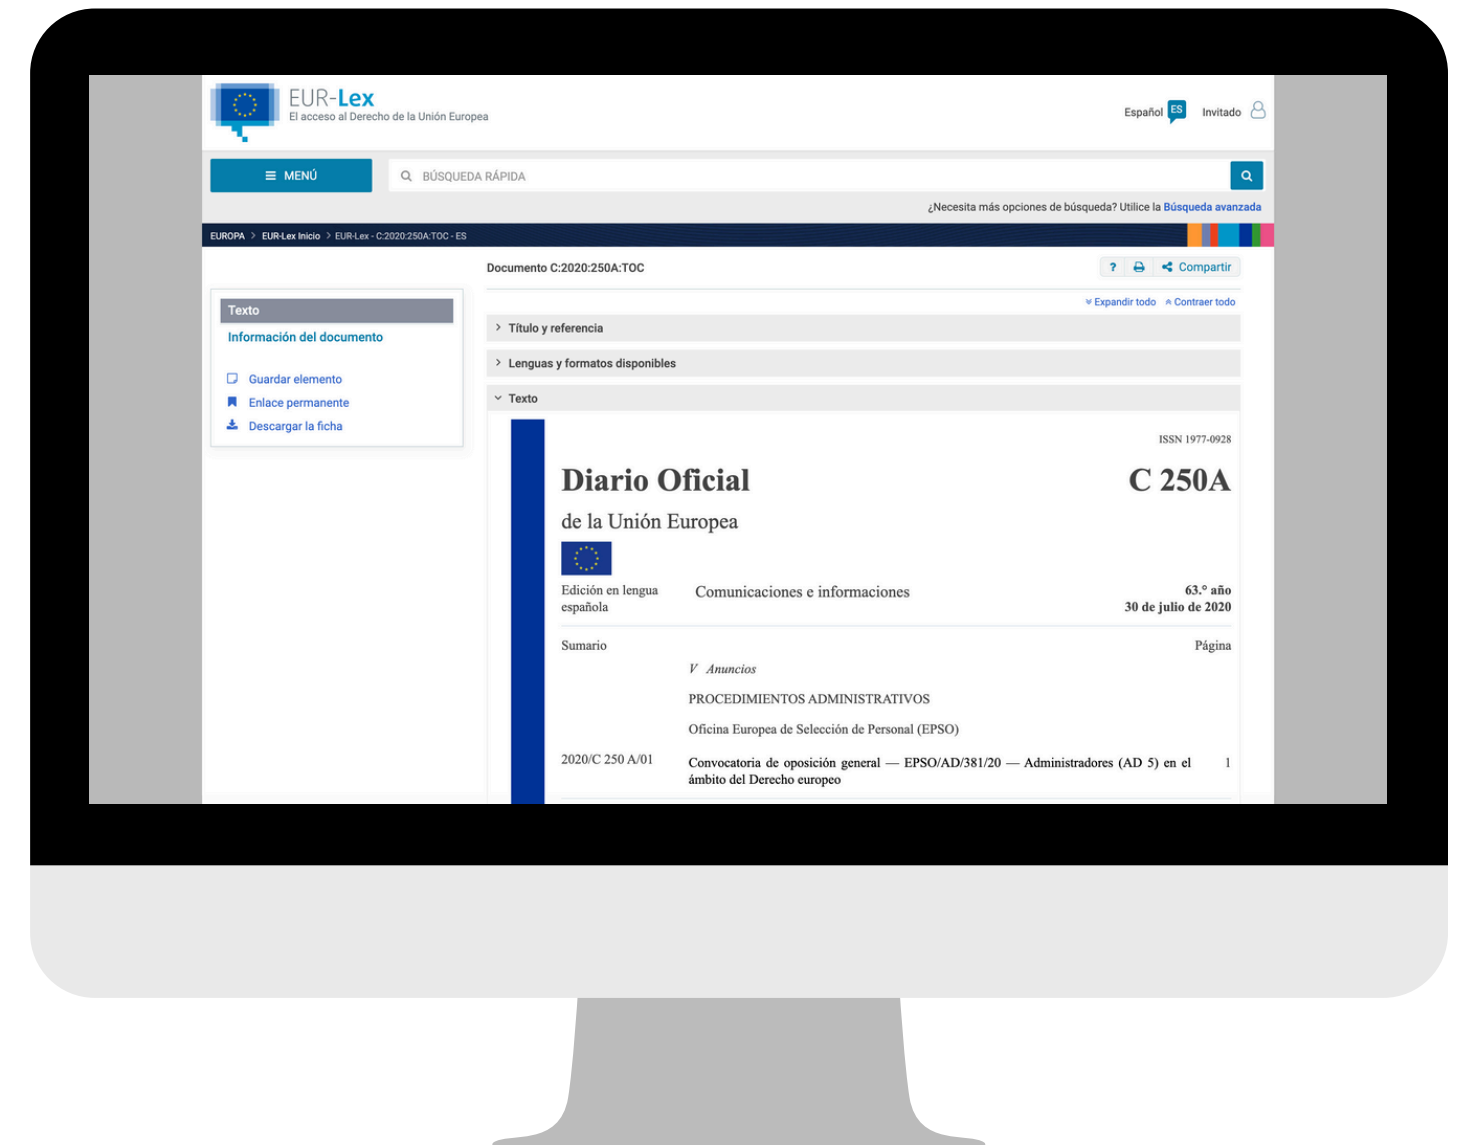 EUR-Lex
El acceso al Derecho de la Unión Europea
Español ES Invitado
MENÚ
BÚSQUEDA RÁPIDA
¿Necesita más opciones de búsqueda? Utilice la Búsqueda avanzada
EUROPA > EUR-Lex Inicio > EUR-Lex - C:2020:250A:TOC - ES
Documento C:2020:250A:TOC
? Compartir
Expandir todo Contraer todo
Texto
Información del documento
Guardar elemento
Enlace permanente
Descargar la ficha
Título y referencia
Lenguas y formatos disponibles
Texto
ISSN 1977-0928
Diario Oficial C 250A
de la Unión Europea
Edición en lengua española
Comunicaciones e informaciones
63.° año
30 de julio de 2020
Sumario Página
V Anuncios
PROCEDIMIENTOS ADMINISTRATIVOS
Oficina Europea de Selección de Personal (EPSO)
2020/C 250 A/01 Convocatoria de oposición general — EPSO/AD/381/20 — Administradores (AD 5) en el 1
ámbito del Derecho europeo